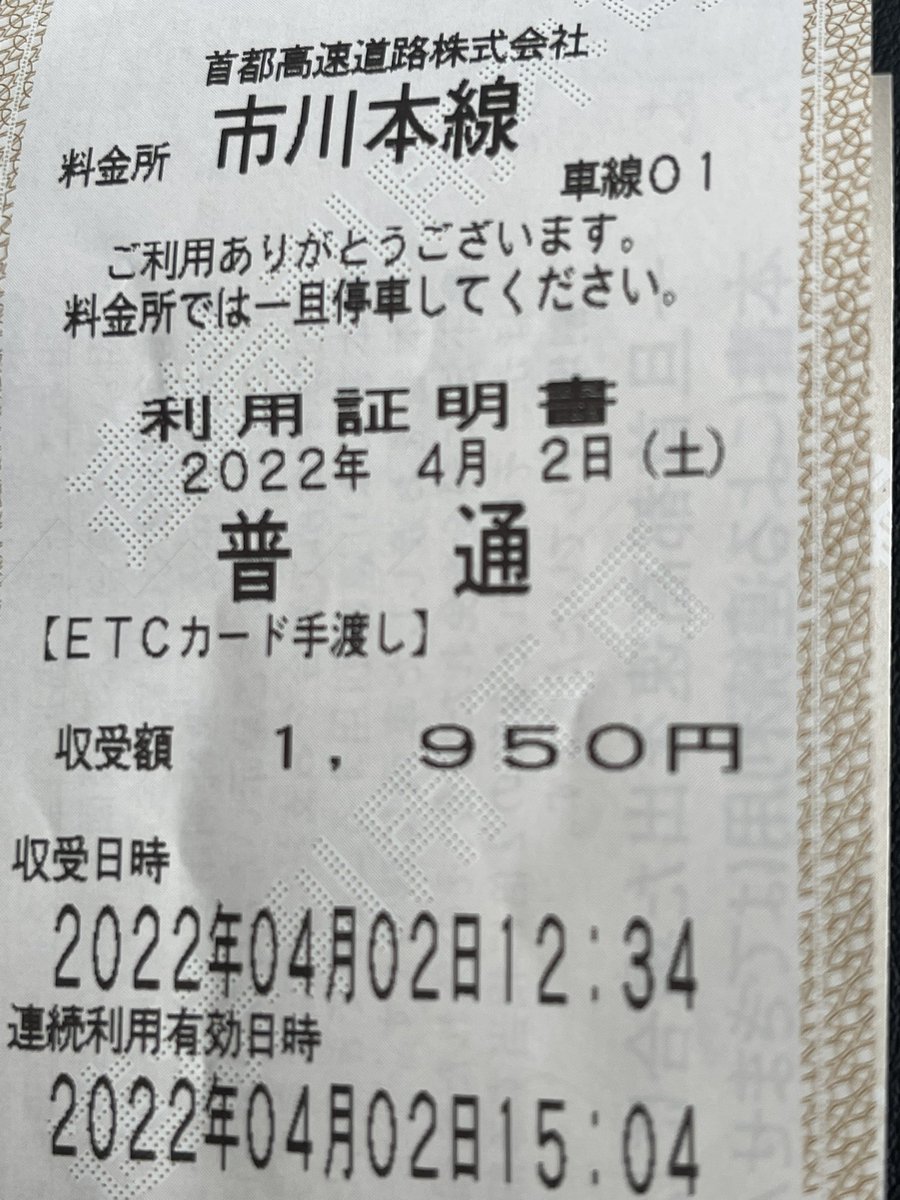 首都高速道路株式会社
料金所 市川本線
車線01
ご利用ありがとうございます。
料金所では一旦停車してください。
利用証明書
2022年 4月 2日(土)
普 通
【ETCカード手渡し】
収受額 1,950円
収受日時
2022年04月02日12:34
連続利用有効日時
2022年04月02日15:04